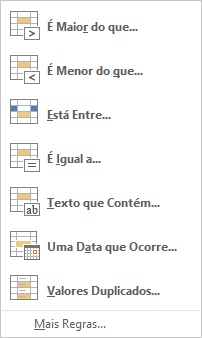 É Maior do que...
É Menor do que...
Está Entre...
É Igual a...
Texto que Contém...
ab
Uma Data que Ocorre...
Valores Duplicados...
Mais Regras...